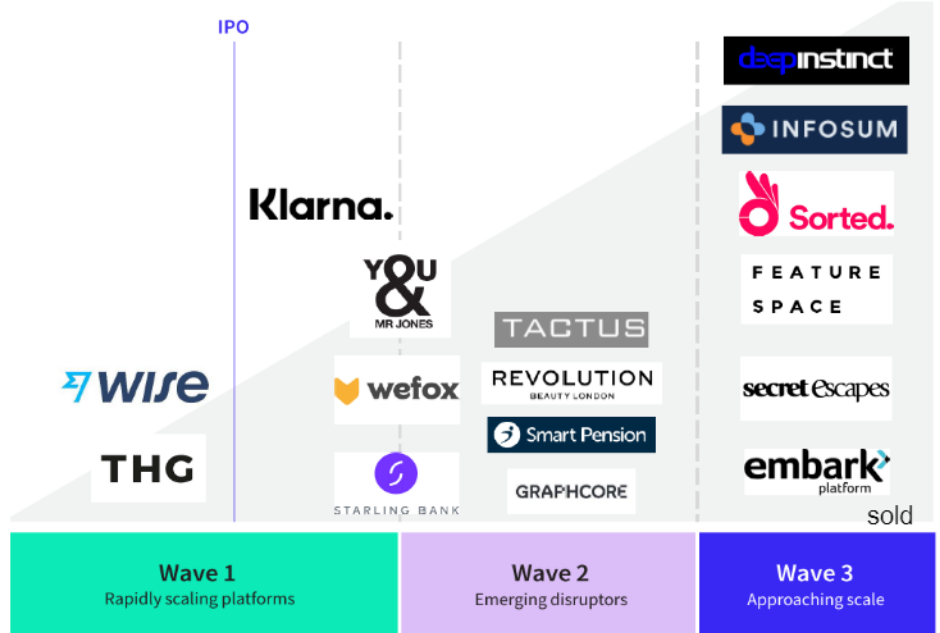 IPO
Klarna.
Y&U
MR JONES
wefox
STARLING BANK
WISE
THG
TACTUS
REVOLUTION
BEAUTY LONDON
Smart Pension
GRAPHCORE
deepinstinct
INFOSUM
Sorted.
FEATURE
SPACE
secret escapes
embark
platform
sold
Wave 1
Rapidly scaling platforms
Wave 2
Emerging disruptors
Wave 3
Approaching scale